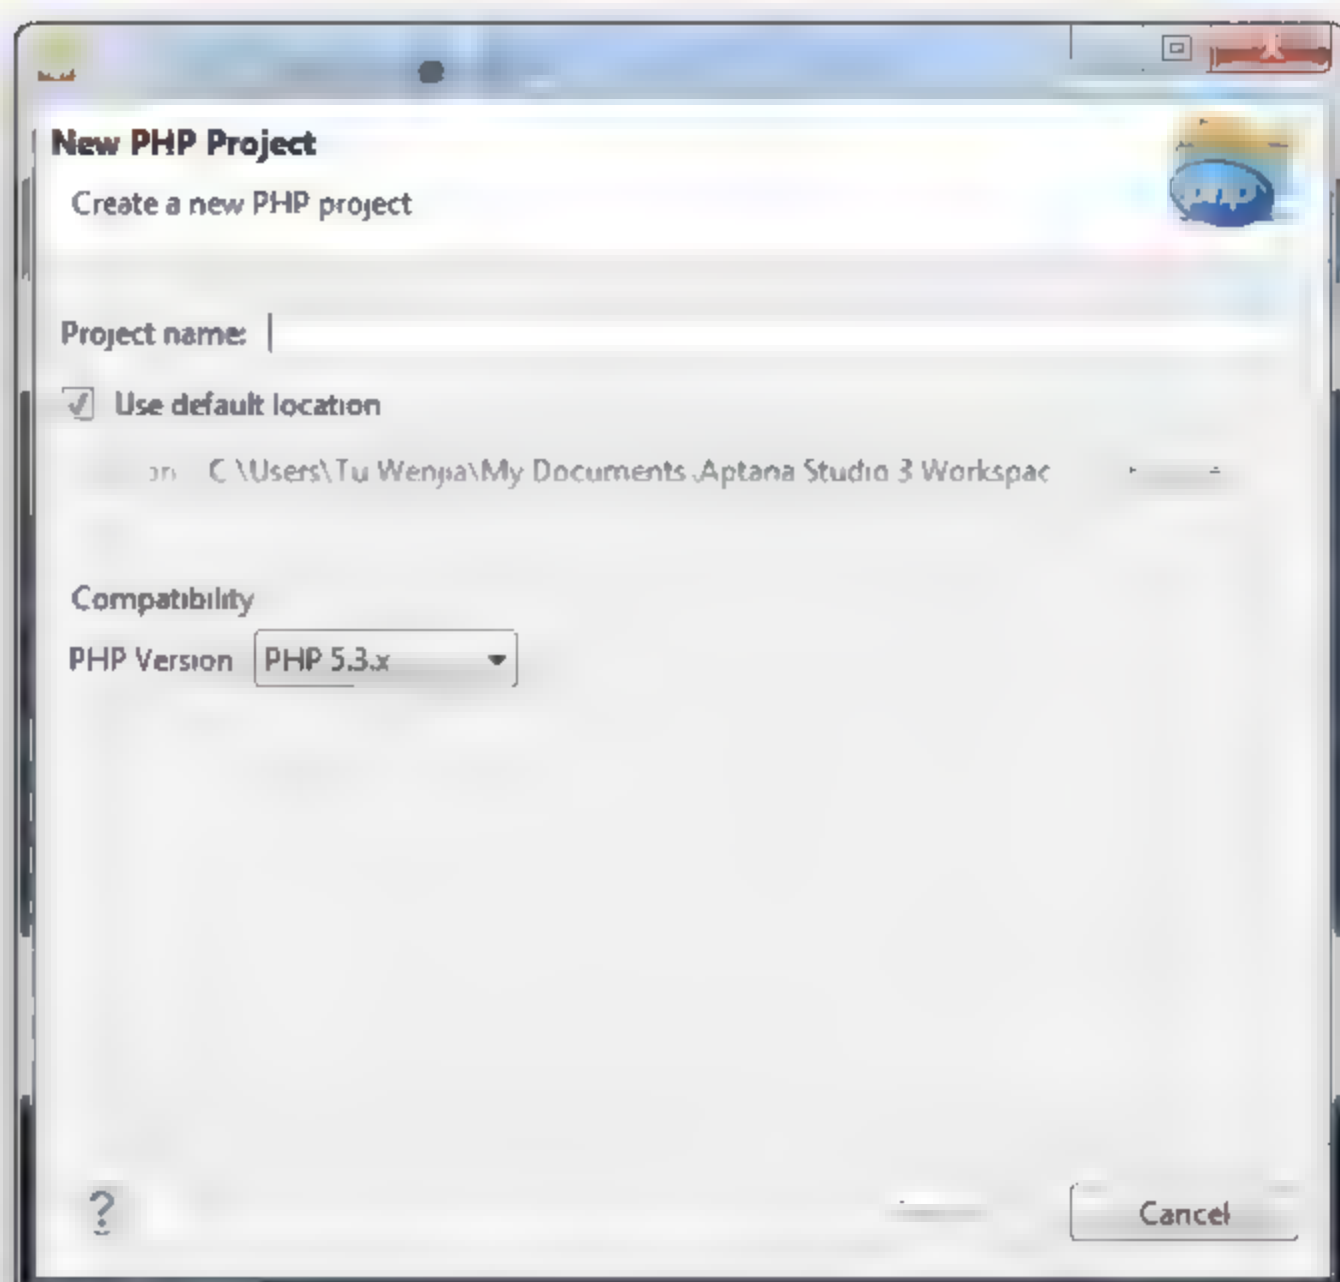 New PHP Project
Create a new PHP project
php
Project name:
Use default location
C \Users\Tu Wenjia\My Documents\Aptana Studio 3 Workspac
Compatibility
PHP Version PHP 5.3.x
?
Cancel